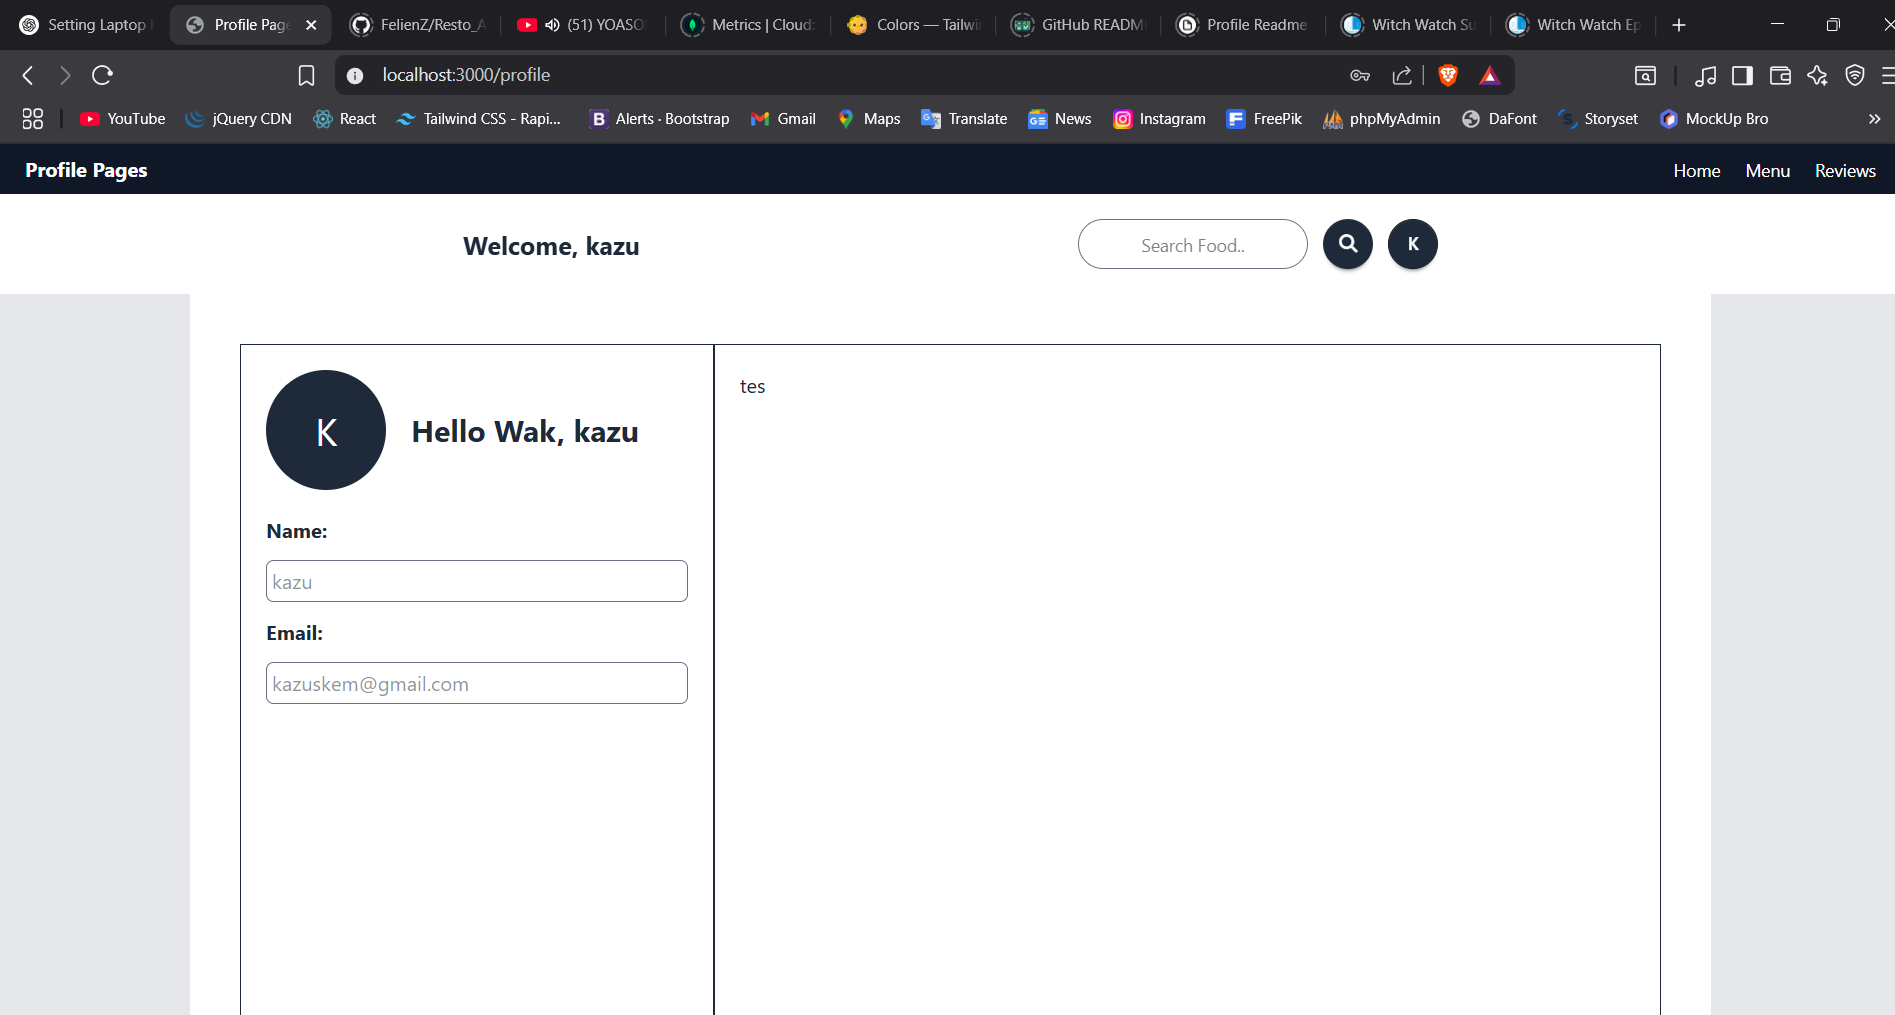 Setting Laptop
Profile Page
FelienZ/Resto_A
(51) YOASO
Metrics | Cloud:
Colors — Tailwi
GitHub READM
Profile Readme
Witch Watch Su
Witch Watch Ep
localhost:3000/profile
YouTube
jQuery CDN
React
Tailwind CSS - Rapi...
B
Alerts - Bootstrap
Gmail
Maps
Translate
News
Instagram
FreePik
phpMyAdmin
DaFont
Storyset
MockUp Bro
Profile Pages
Home Menu Reviews
Welcome, kazu
Search Food..
K
K
Hello Wak, kazu
tes
Name:
kazu
Email:
kazuskem@gmail.com